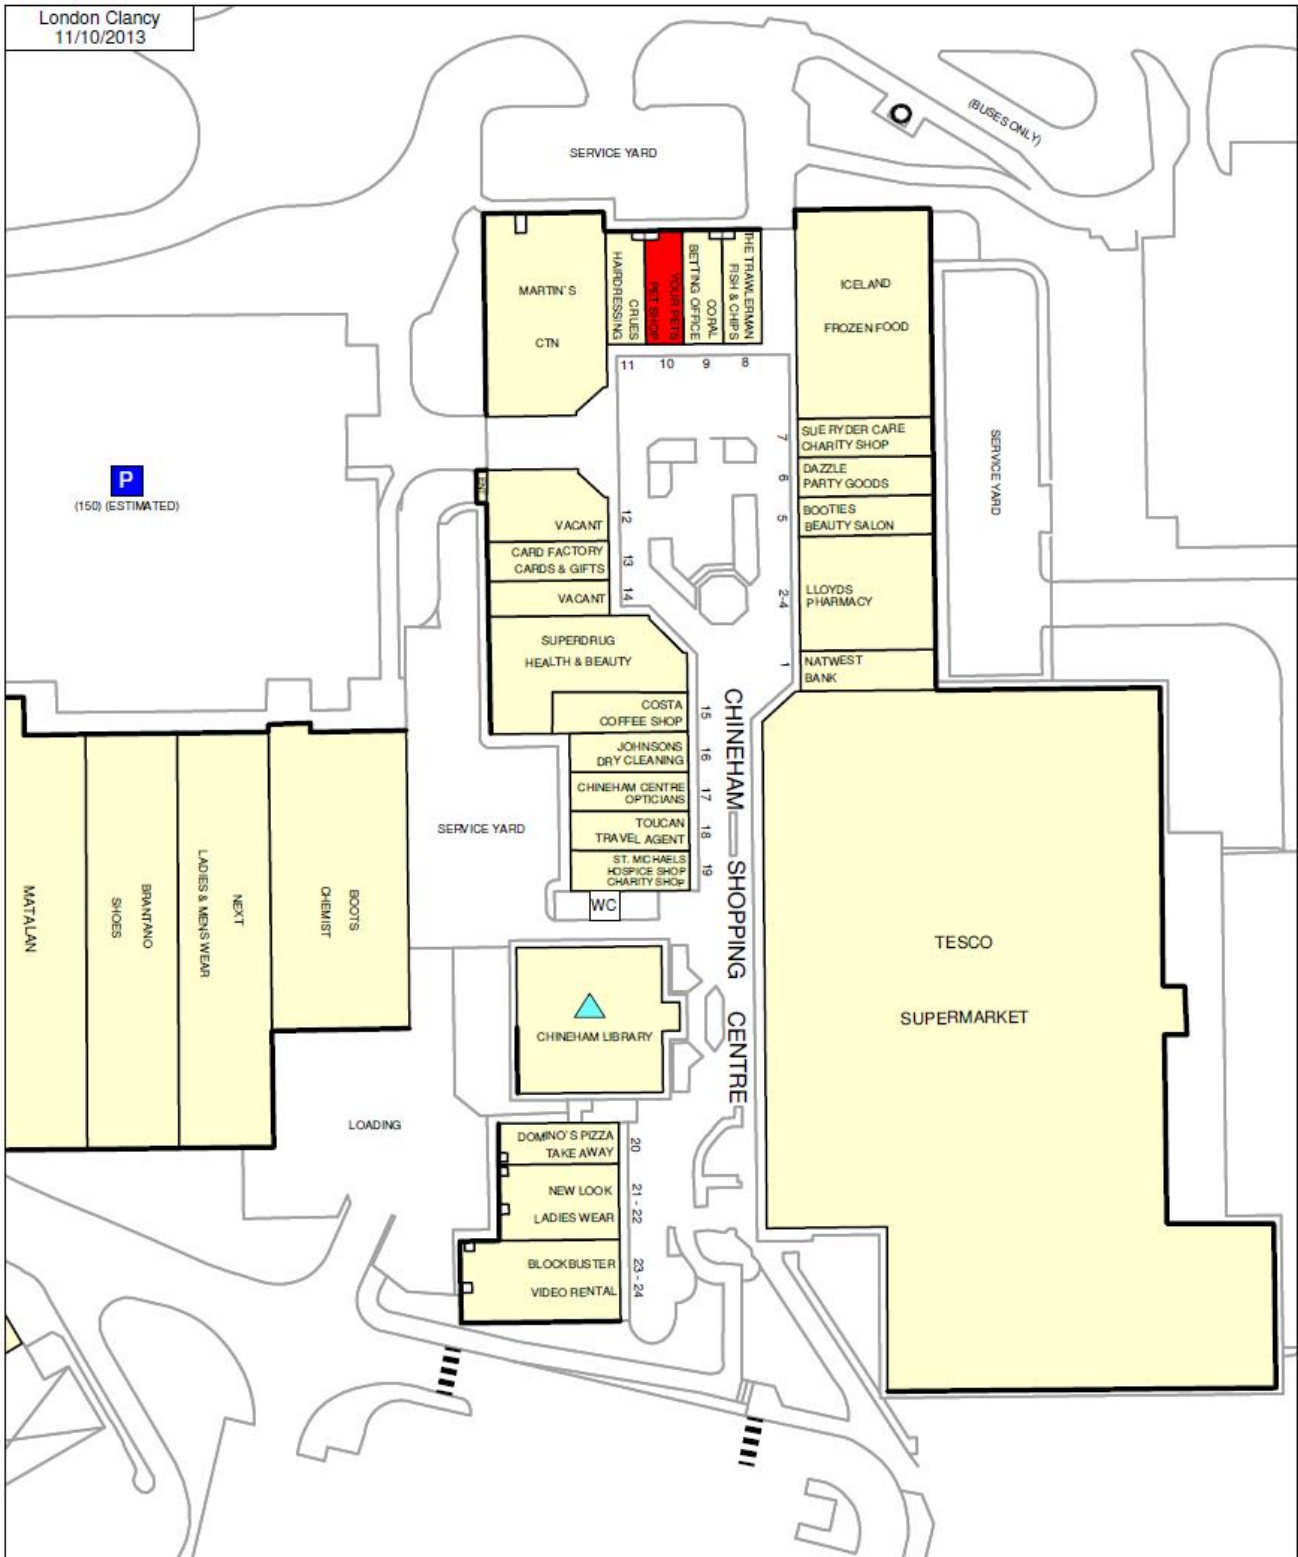 London Clancy
11/10/2013
(BUSES ONLY)
SERVICE YARD
MARTIN'S
CTN
HAIRDRESSING
CRUES
PET SHOP
YOUR PETS
BETTING OFFICE
CORAL
FISH & CHIPS
THE TRAWLERMAN
11
10
9
8
ICELAND
FROZEN FOOD
SERVICE YARD
7
SUE RYDER CARE
CHARITY SHOP
6
DAZZLE
PARTY GOODS
5
BOOTIES
BEAUTY SALON
2-4
LLOYDS
PHARMACY
1
NATWEST
BANK
P
(150) (ESTIMATED)
VACANT
12
CARD FACTORY
CARDS & GIFTS
13
VACANT
14
SUPERDRUG
HEALTH & BEAUTY
COSTA
COFFEE SHOP
15
JOHNSONS
DRY CLEANING
16
CHINEHAM CENTRE
OPTICIANS
17
TOUCAN
TRAVEL AGENT
18
ST. MICHAELS
HOSPICE SHOP
CHARITY SHOP
19
WC
SERVICE YARD
CHINEHAM SHOPPING CENTRE
MATALAN
SHOES
BRANTANO
LADIES & MENS WEAR
NEXT
CHEMIST
BOOTS
TESCO
SUPERMARKET
CHINEHAM LIBRARY
LOADING
DOMINO'S PIZZA
TAKE AWAY
20
NEW LOOK
LADIES WEAR
21 - 22
BLOCKBUSTER
VIDEO RENTAL
23 - 24